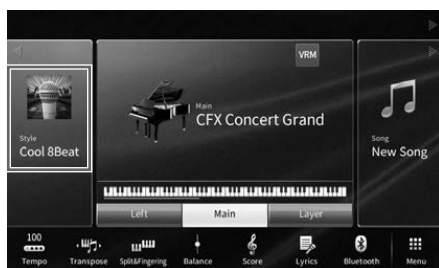 VRM
Main
CFX Concert Grand
Style
Cool 8Beat
Song
New Song
Left
Main
Layer
100
Tempo
Transpose
Split&Fingering
Balance
Score
Lyrics
Bluetooth
Menu